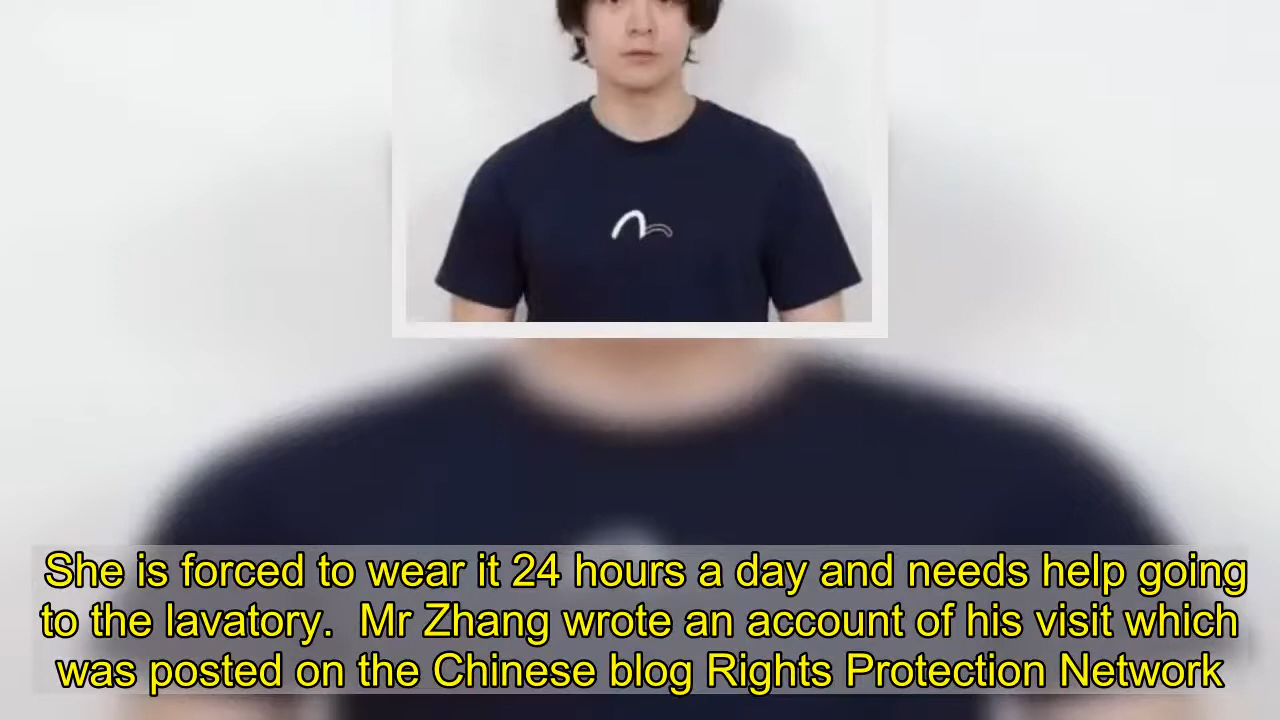 She is forced to wear it 24 hours a day and needs help going
to the lavatory.  Mr Zhang wrote an account of his visit which
was posted on the Chinese blog Rights Protection Network